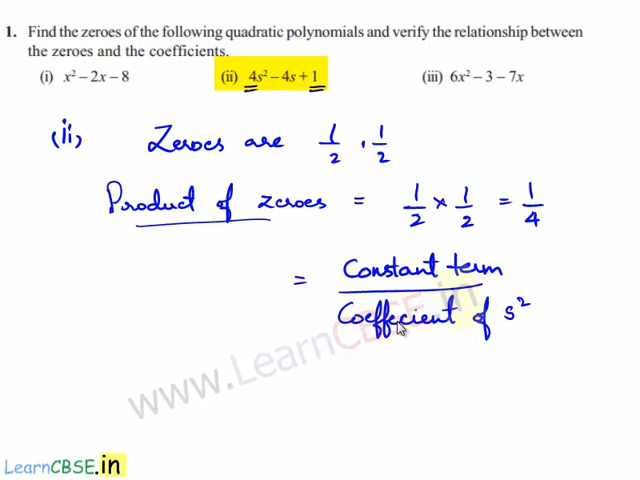 1. Find the zeroes of the following quadratic polynomials and verify the relationship between
the zeroes and the coefficients.
(i) x² – 2x – 8 (ii) 4s² – 4s + 1 (iii) 6x² – 3 – 7x
(ii) Zeroes are 1/2, 1/2
Product of zeroes = 1/2 × 1/2 = 1/4
= Constant term
Coeffecient of s²
www.LearnCBSE.in
LearnCBSE.in